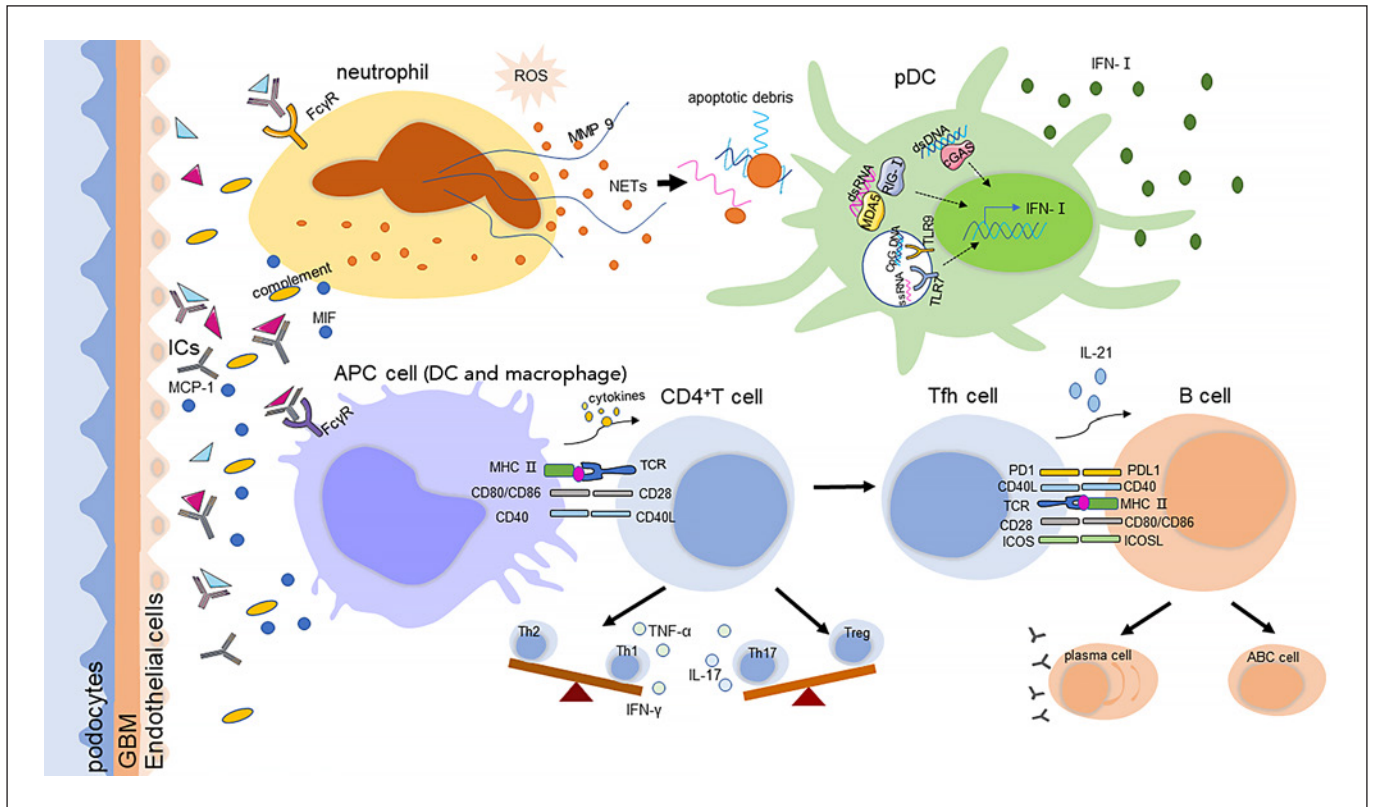 neutrophil
ROS
FcγR
MMP 9
NETs
apoptotic debris
pDC
IFN- I
dsDNA
cGAS
dsRNA
RIG- I
MDA5
IFN- I
CpG DNA
TLR9
ssRNA
TLR7
complement
MIF
ICs
MCP-1
FcγR
APC cell (DC and macrophage)
cytokines
CD4⁺T cell
MHC II
TCR
CD80/CD86
CD28
CD40
CD40L
Tfh cell
IL-21
B cell
PD1
PDL1
CD40L
CD40
TCR
MHC II
CD28
CD80/CD86
ICOS
ICOSL
Th2
Th1
TNF-α
IL-17
IFN-γ
Th17
Treg
plasma cell
ABC cell
podocytes
GBM
Endothelial cells